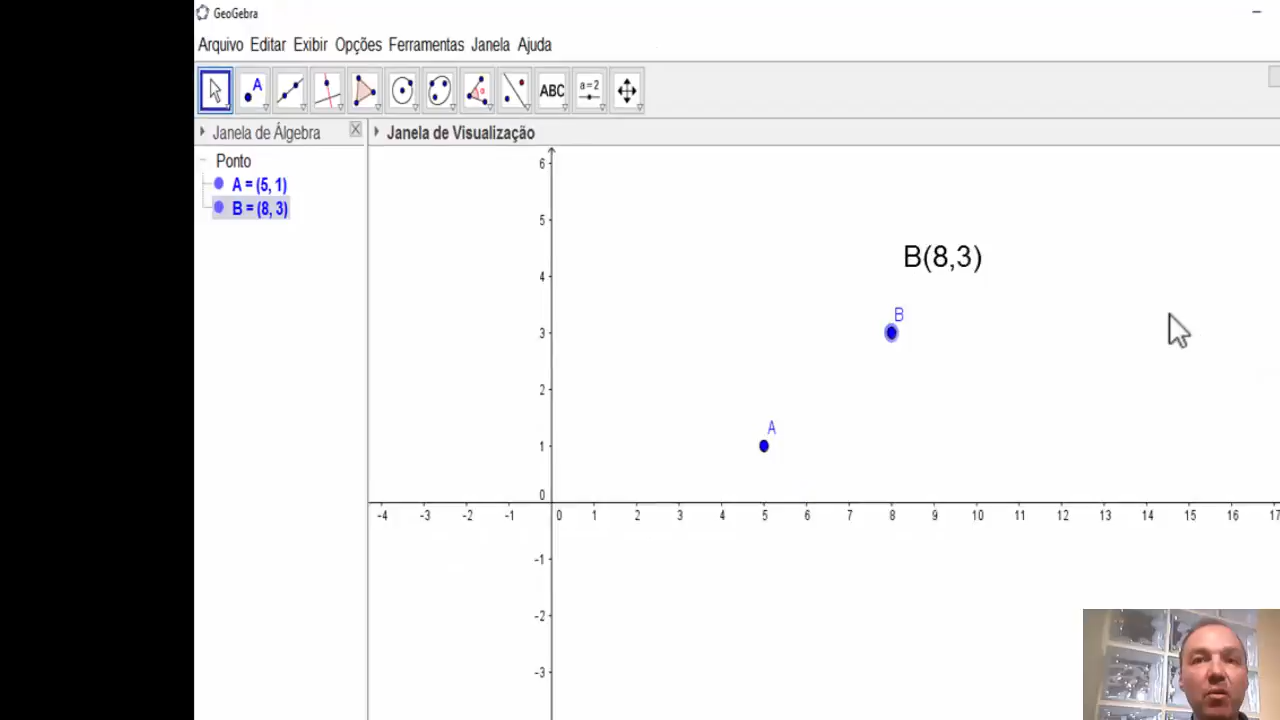 GeoGebra
Arquivo Editar Exibir Opções Ferramentas Janela Ajuda
A ABC a=2
Janela de Álgebra
Janela de Visualização
Ponto
A = (5, 1)
B = (8, 3)
6
5
4
3
2
1
0
-1
-2
-3
B(8,3)
B
A
-4 -3 -2 -1 0 1 2 3 4 5 6 7 8 9 10 11 12 13 14 15 16 17